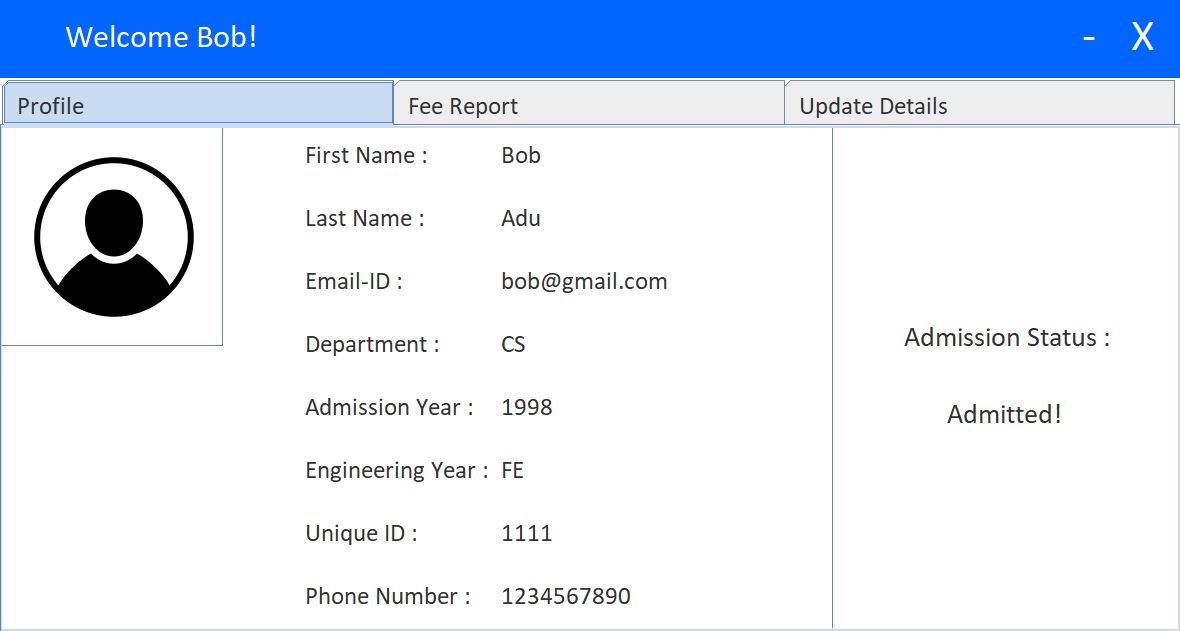 Welcome Bob!
- X
Profile
Fee Report
Update Details
First Name : Bob
Last Name : Adu
Email-ID : bob@gmail.com
Department : CS
Admission Year : 1998
Engineering Year : FE
Unique ID : 1111
Phone Number : 1234567890
Admission Status :
Admitted!